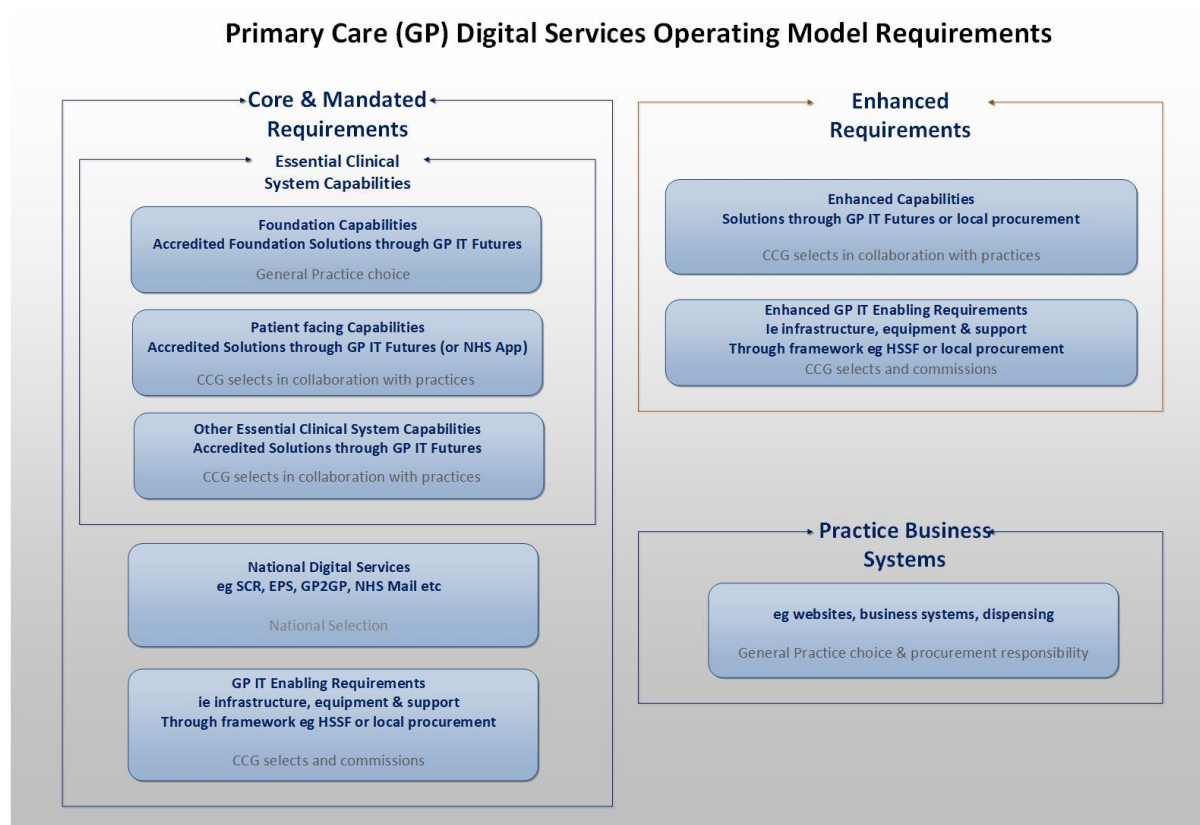 Primary Care (GP) Digital Services Operating Model Requirements
Core & Mandated
Requirements
Essential Clinical
System Capabilities
Foundation Capabilities
Accredited Foundation Solutions through GP IT Futures
General Practice choice
Patient facing Capabilities
Accredited Solutions through GP IT Futures (or NHS App)
CCG selects in collaboration with practices
Other Essential Clinical System Capabilities
Accredited Solutions through GP IT Futures
CCG selects in collaboration with practices
National Digital Services
eg SCR, EPS, GP2GP, NHS Mail etc
National Selection
GP IT Enabling Requirements
ie infrastructure, equipment & support
Through framework eg HSSF or local procurement
CCG selects and commissions
Enhanced
Requirements
Enhanced Capabilities
Solutions through GP IT Futures or local procurement
CCG selects in collaboration with practices
Enhanced GP IT Enabling Requirements
Ie infrastructure, equipment & support
Through framework eg HSSF or local procurement
CCG selects and commissions
Practice Business
Systems
eg websites, business systems, dispensing
General Practice choice & procurement responsibility